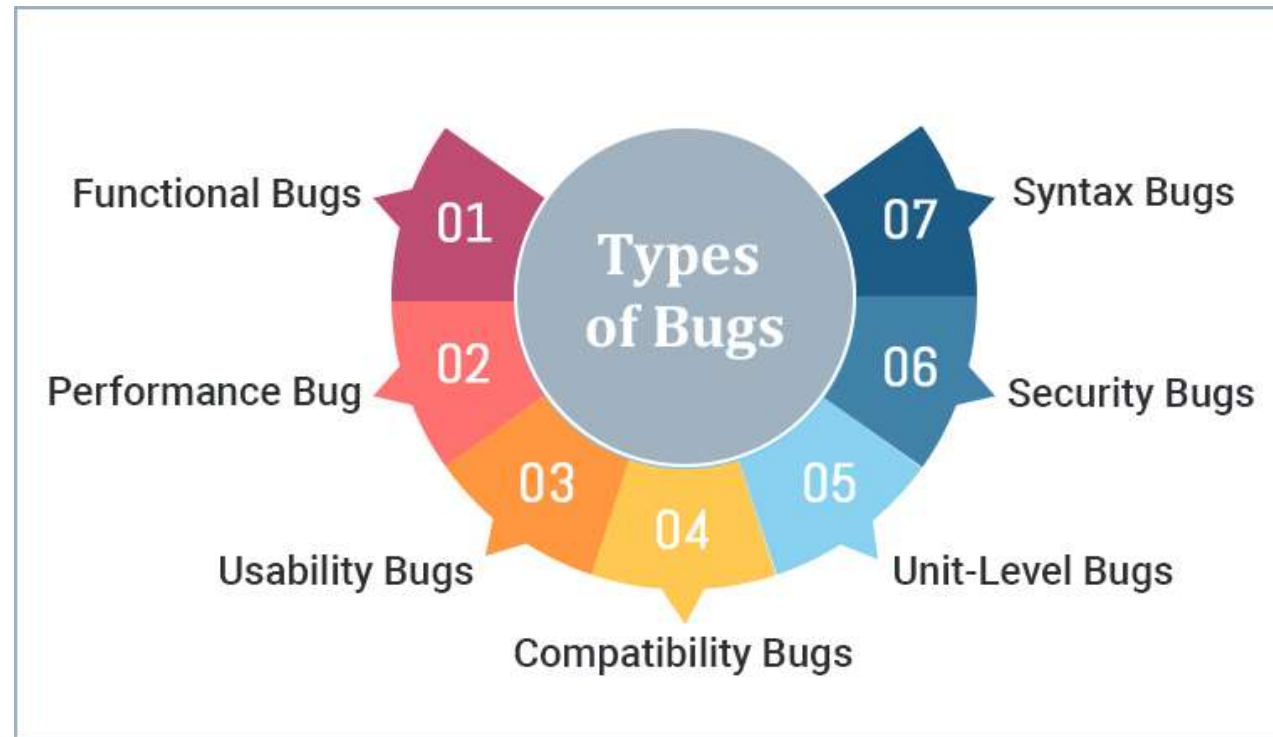 Types
of Bugs
01
Functional Bugs
02
Performance Bug
03
Usability Bugs
04
Compatibility Bugs
05
Unit-Level Bugs
06
Security Bugs
07
Syntax Bugs